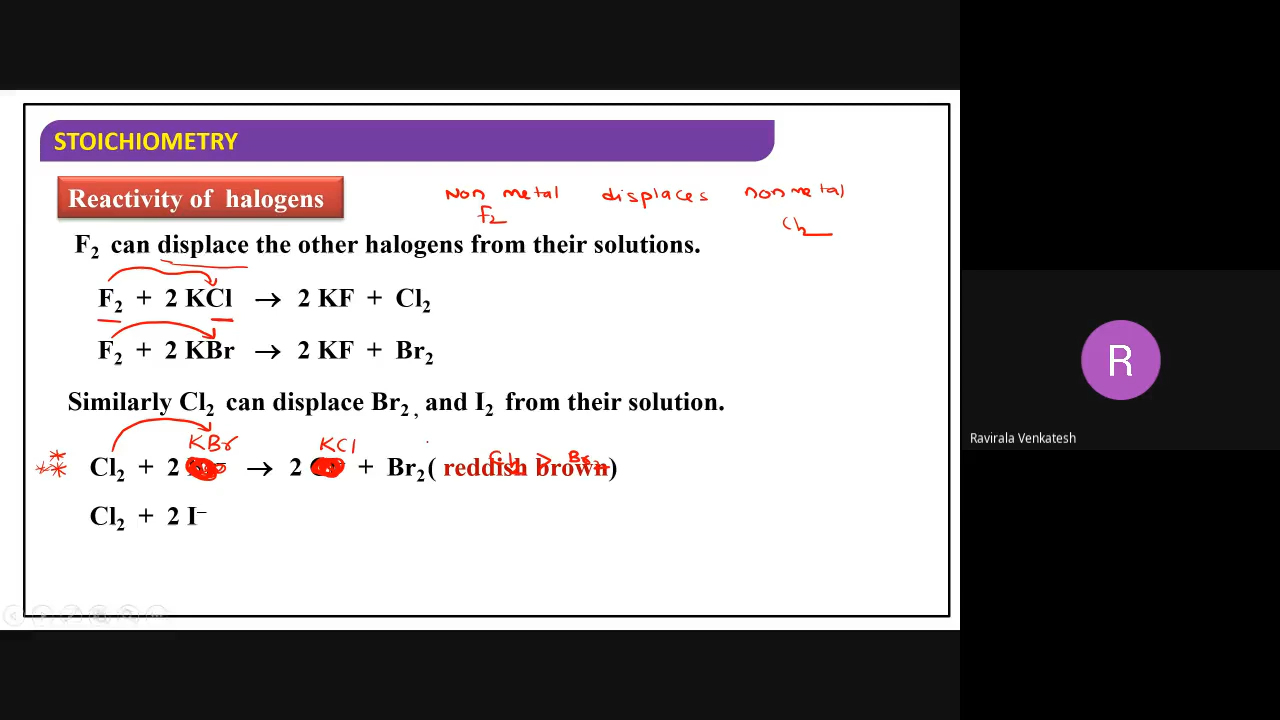 STOICHIOMETRY
Reactivity of halogens
Non metal displaces nonmetal
F₂ Cl₂
F₂ can displace the other halogens from their solutions.
F₂ + 2 KCl → 2 KF + Cl₂
F₂ + 2 KBr → 2 KF + Br₂
Similarly Cl₂ can displace Br₂ , and I₂ from their solution.
KBr KCl
Cl₂ + 2 → 2 + Br₂ ( reddish brown)
Cl₂ + 2 I⁻
R
Ravirala Venkatesh